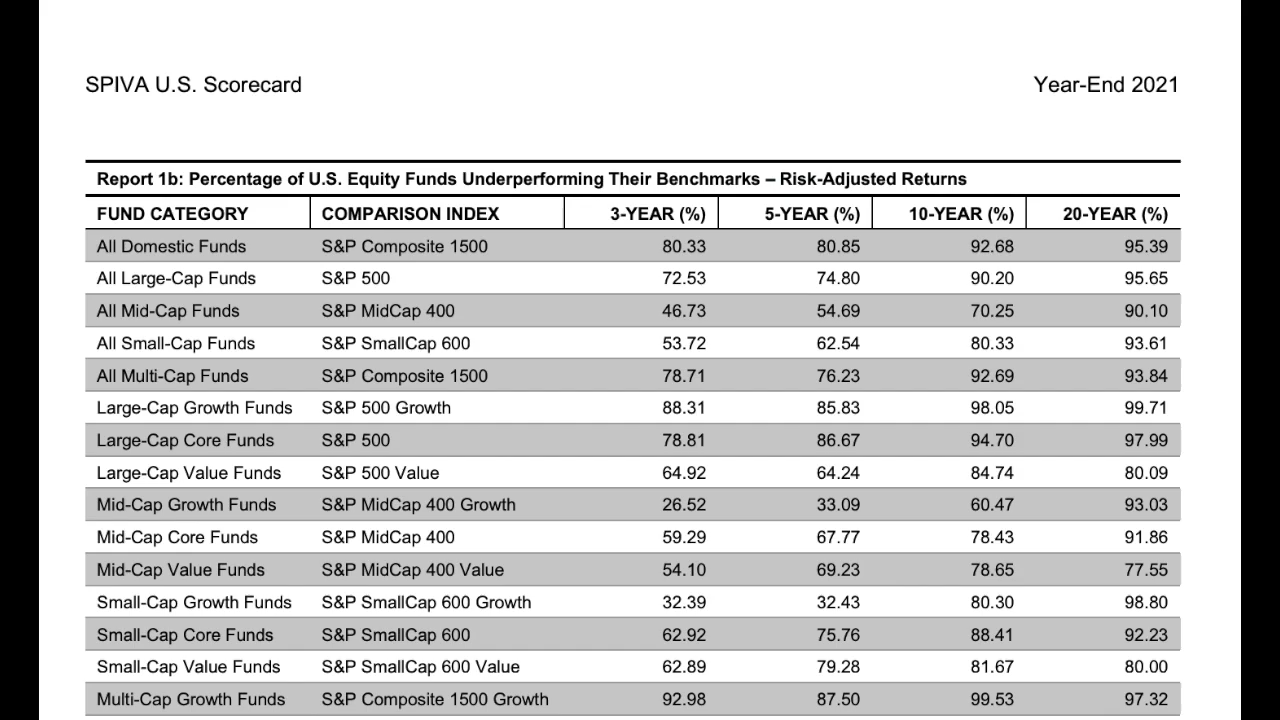 SPIVA U.S. Scorecard Year-End 2021
Report 1b: Percentage of U.S. Equity Funds Underperforming Their Benchmarks – Risk-Adjusted Returns
FUND CATEGORY COMPARISON INDEX 3-YEAR (%) 5-YEAR (%) 10-YEAR (%) 20-YEAR (%)
All Domestic Funds S&P Composite 1500 80.33 80.85 92.68 95.39
All Large-Cap Funds S&P 500 72.53 74.80 90.20 95.65
All Mid-Cap Funds S&P MidCap 400 46.73 54.69 70.25 90.10
All Small-Cap Funds S&P SmallCap 600 53.72 62.54 80.33 93.61
All Multi-Cap Funds S&P Composite 1500 78.71 76.23 92.69 93.84
Large-Cap Growth Funds S&P 500 Growth 88.31 85.83 98.05 99.71
Large-Cap Core Funds S&P 500 78.81 86.67 94.70 97.99
Large-Cap Value Funds S&P 500 Value 64.92 64.24 84.74 80.09
Mid-Cap Growth Funds S&P MidCap 400 Growth 26.52 33.09 60.47 93.03
Mid-Cap Core Funds S&P MidCap 400 59.29 67.77 78.43 91.86
Mid-Cap Value Funds S&P MidCap 400 Value 54.10 69.23 78.65 77.55
Small-Cap Growth Funds S&P SmallCap 600 Growth 32.39 32.43 80.30 98.80
Small-Cap Core Funds S&P SmallCap 600 62.92 75.76 88.41 92.23
Small-Cap Value Funds S&P SmallCap 600 Value 62.89 79.28 81.67 80.00
Multi-Cap Growth Funds S&P Composite 1500 Growth 92.98 87.50 99.53 97.32